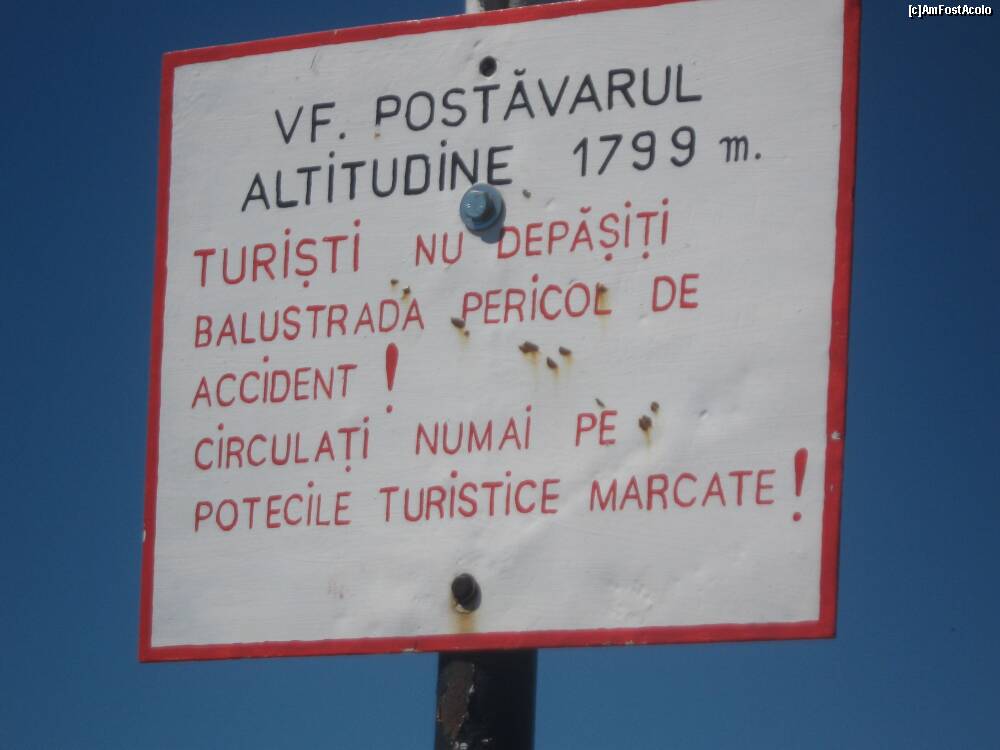 [c]AmFostAcolo
VF. POSTĂVARUL
ALTITUDINE 1799 m.
TURIȘTI NU DEPĂȘIȚI
BALUSTRADA PERICOL DE
ACCIDENT !
CIRCULAȚI NUMAI PE
POTECILE TURISTICE MARCATE !